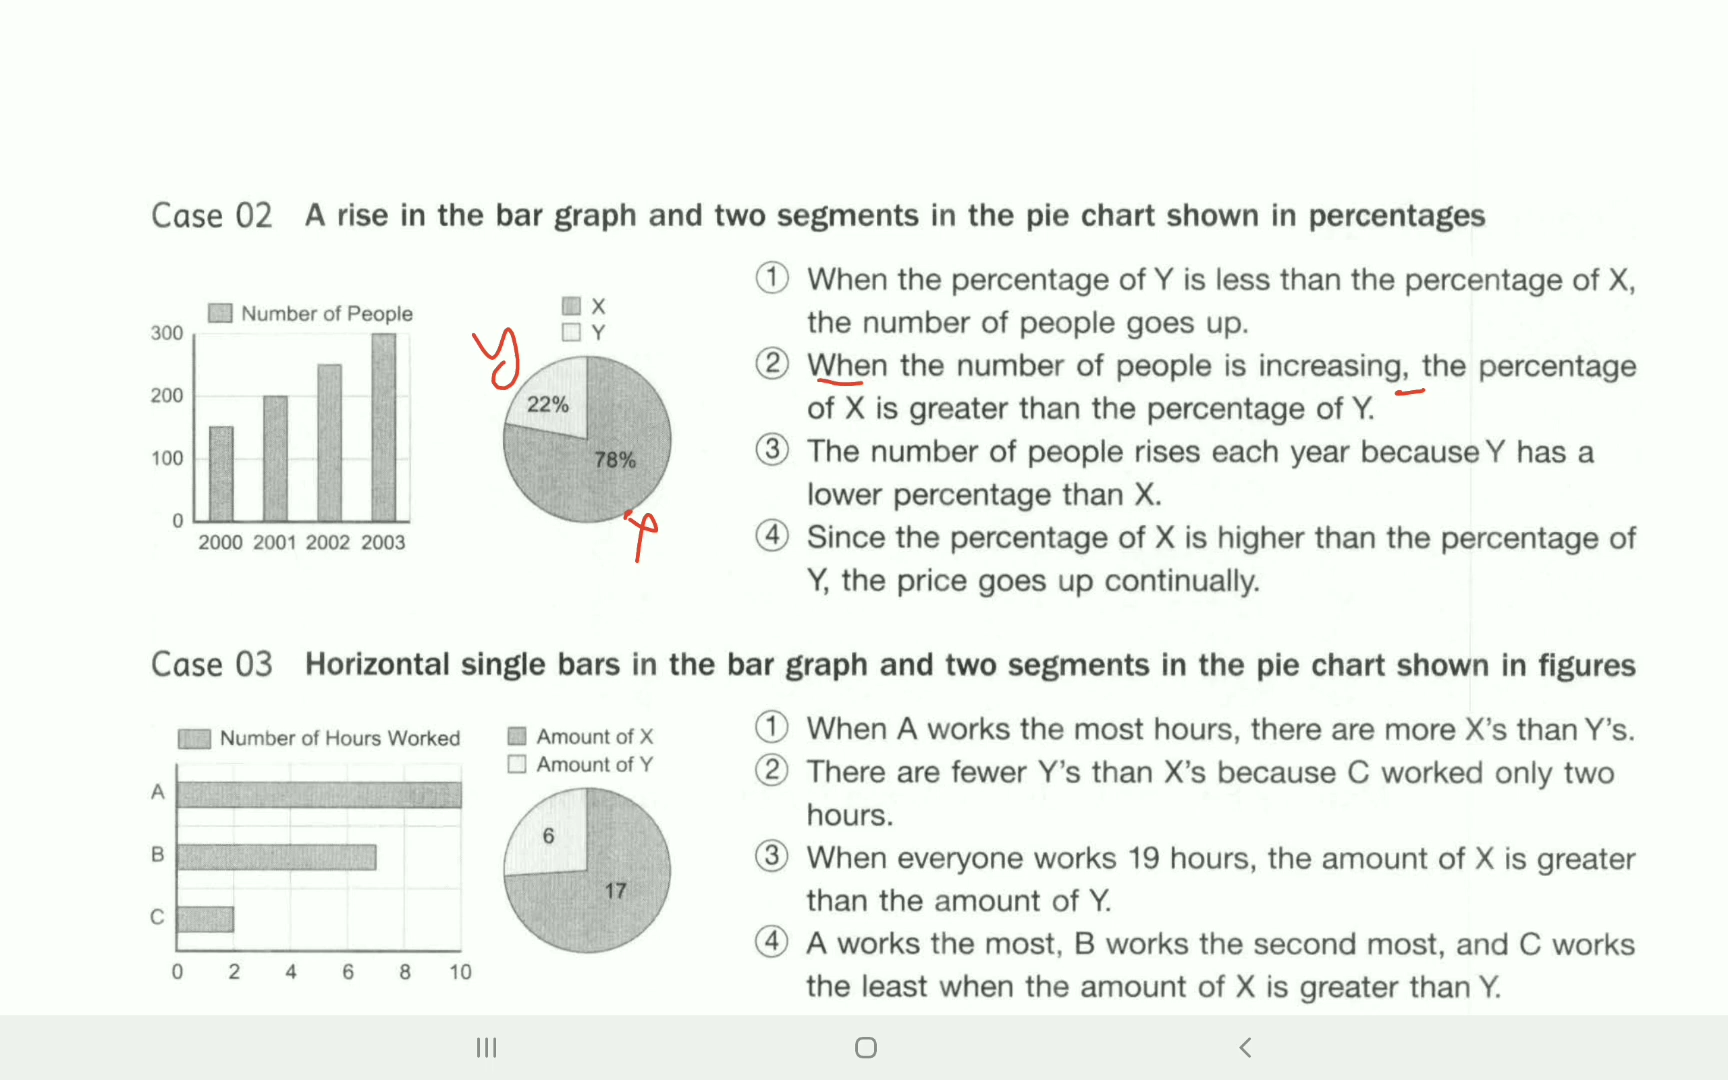 Case 02 A rise in the bar graph and two segments in the pie chart shown in percentages
Number of People
300
200
100
0
2000 2001 2002 2003
X
Y
y
22%
78%
① When the percentage of Y is less than the percentage of X,
the number of people goes up.
② When the number of people is increasing, the percentage
of X is greater than the percentage of Y.
③ The number of people rises each year because Y has a
lower percentage than X.
④ Since the percentage of X is higher than the percentage of
Y, the price goes up continually.
Case 03 Horizontal single bars in the bar graph and two segments in the pie chart shown in figures
Number of Hours Worked
A
B
C
0 2 4 6 8 10
Amount of X
Amount of Y
6
17
① When A works the most hours, there are more X's than Y's.
② There are fewer Y's than X's because C worked only two
hours.
③ When everyone works 19 hours, the amount of X is greater
than the amount of Y.
④ A works the most, B works the second most, and C works
the least when the amount of X is greater than Y.